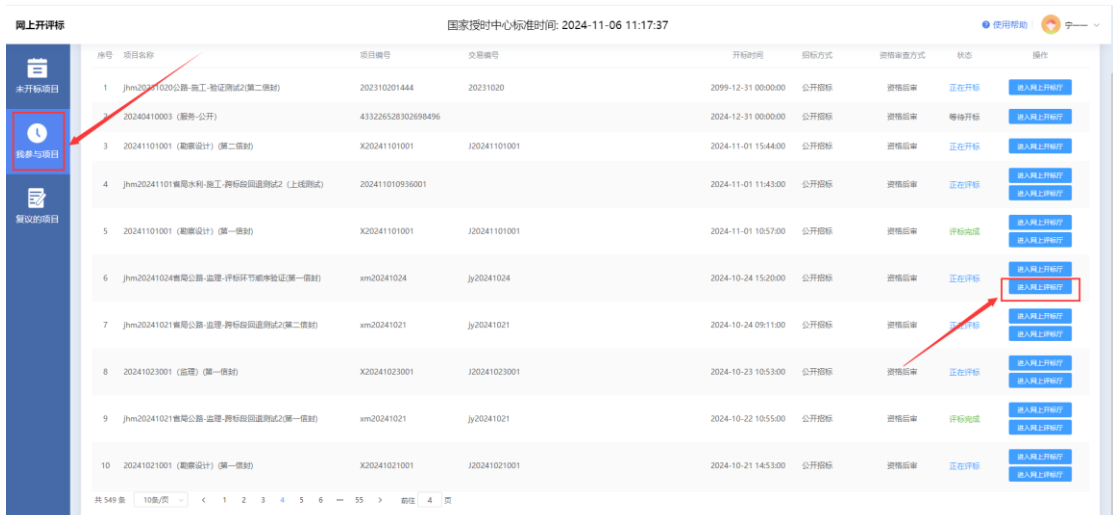 网上开评标 国家授时中心标准时间: 2024-11-06 11:17:37 使用帮助 宁一一
未开标项目
我参与项目
复议的项目
序号 项目名称 项目编号 交易编号 开标时间 招标方式 资格审查方式 状态 操作
1 jhm20231020公路-施工-验证测试2(第二信封) 202310201444 20231020 2099-12-31 00:00:00 公开招标 资格后审 正在开标 进入网上开标厅
2 20240410003（服务-公开） 433226528302698496 2024-12-31 00:00:00 公开招标 资格后审 等待开标 进入网上开标厅
3 20241101001（勘察设计）(第二信封) X20241101001 J20241101001 2024-11-01 15:44:00 公开招标 资格后审 正在开标 进入网上开标厅
4 jhm20241101省局水利-施工-跨标段回退测试2（上线测试） 202411010936001 2024-11-01 11:43:00 公开招标 资格后审 正在评标 进入网上开标厅
进入网上评标厅
5 20241101001（勘察设计）(第一信封) X20241101001 J20241101001 2024-11-01 10:57:00 公开招标 资格后审 评标完成 进入网上开标厅
进入网上评标厅
6 jhm20241024省局公路-监理-评标环节顺序验证(第一信封) xm20241024 jy20241024 2024-10-24 15:20:00 公开招标 资格后审 正在评标 进入网上开标厅
进入网上评标厅
7 jhm20241021省局公路-监理-跨标段回退测试2(第二信封) xm20241021 jy20241021 2024-10-24 09:11:00 公开招标 资格后审 正在评标 进入网上开标厅
进入网上评标厅
8 20241023001（监理）(第一信封) X20241023001 J20241023001 2024-10-23 10:53:00 公开招标 资格后审 正在评标 进入网上开标厅
进入网上评标厅
9 jhm20241021省局公路-监理-跨标段回退测试2(第一信封) xm20241021 jy20241021 2024-10-22 10:55:00 公开招标 资格后审 评标完成 进入网上开标厅
进入网上评标厅
10 20241021001（勘察设计）(第一信封) X20241021001 J20241021001 2024-10-21 14:53:00 公开招标 资格后审 正在评标 进入网上开标厅
进入网上评标厅
共 549 条 10条/页 < 1 2 3 4 5 6 ... 55 > 前往 4 页